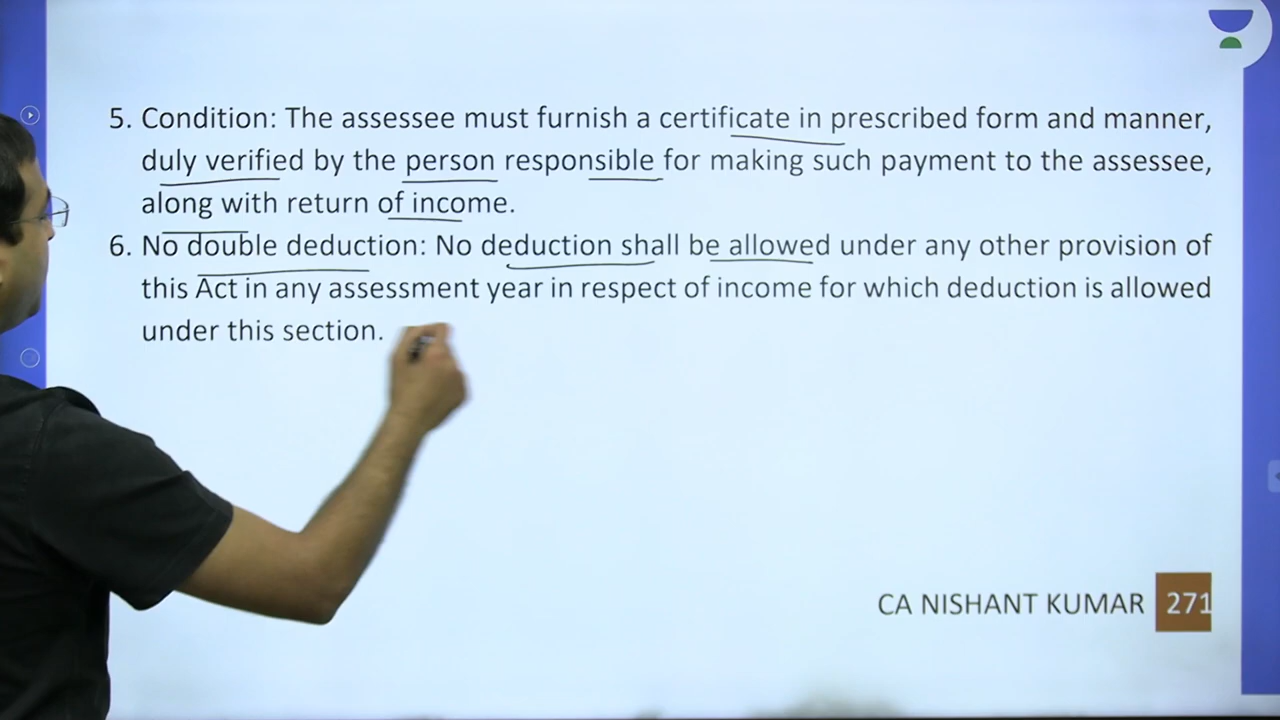 5. Condition: The assessee must furnish a certificate in prescribed form and manner,
duly verified by the person responsible for making such payment to the assessee,
along with return of income.
6. No double deduction: No deduction shall be allowed under any other provision of
this Act in any assessment year in respect of income for which deduction is allowed
under this section.
CA NISHANT KUMAR 271